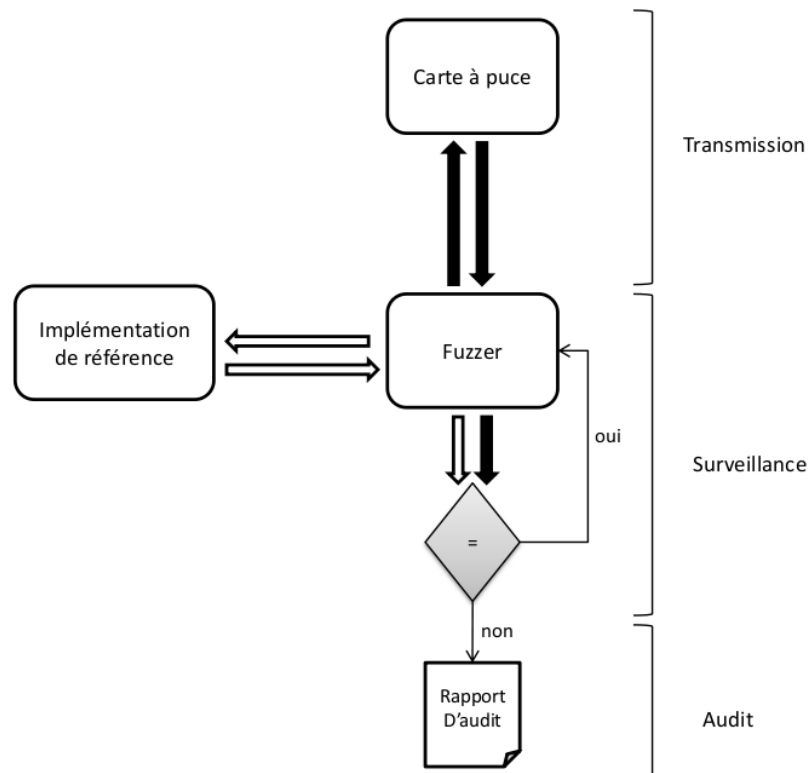 Carte à puce
Transmission
Implémentation
de référence
Fuzzer
oui
Surveillance
=
non
Rapport
D’audit
Audit